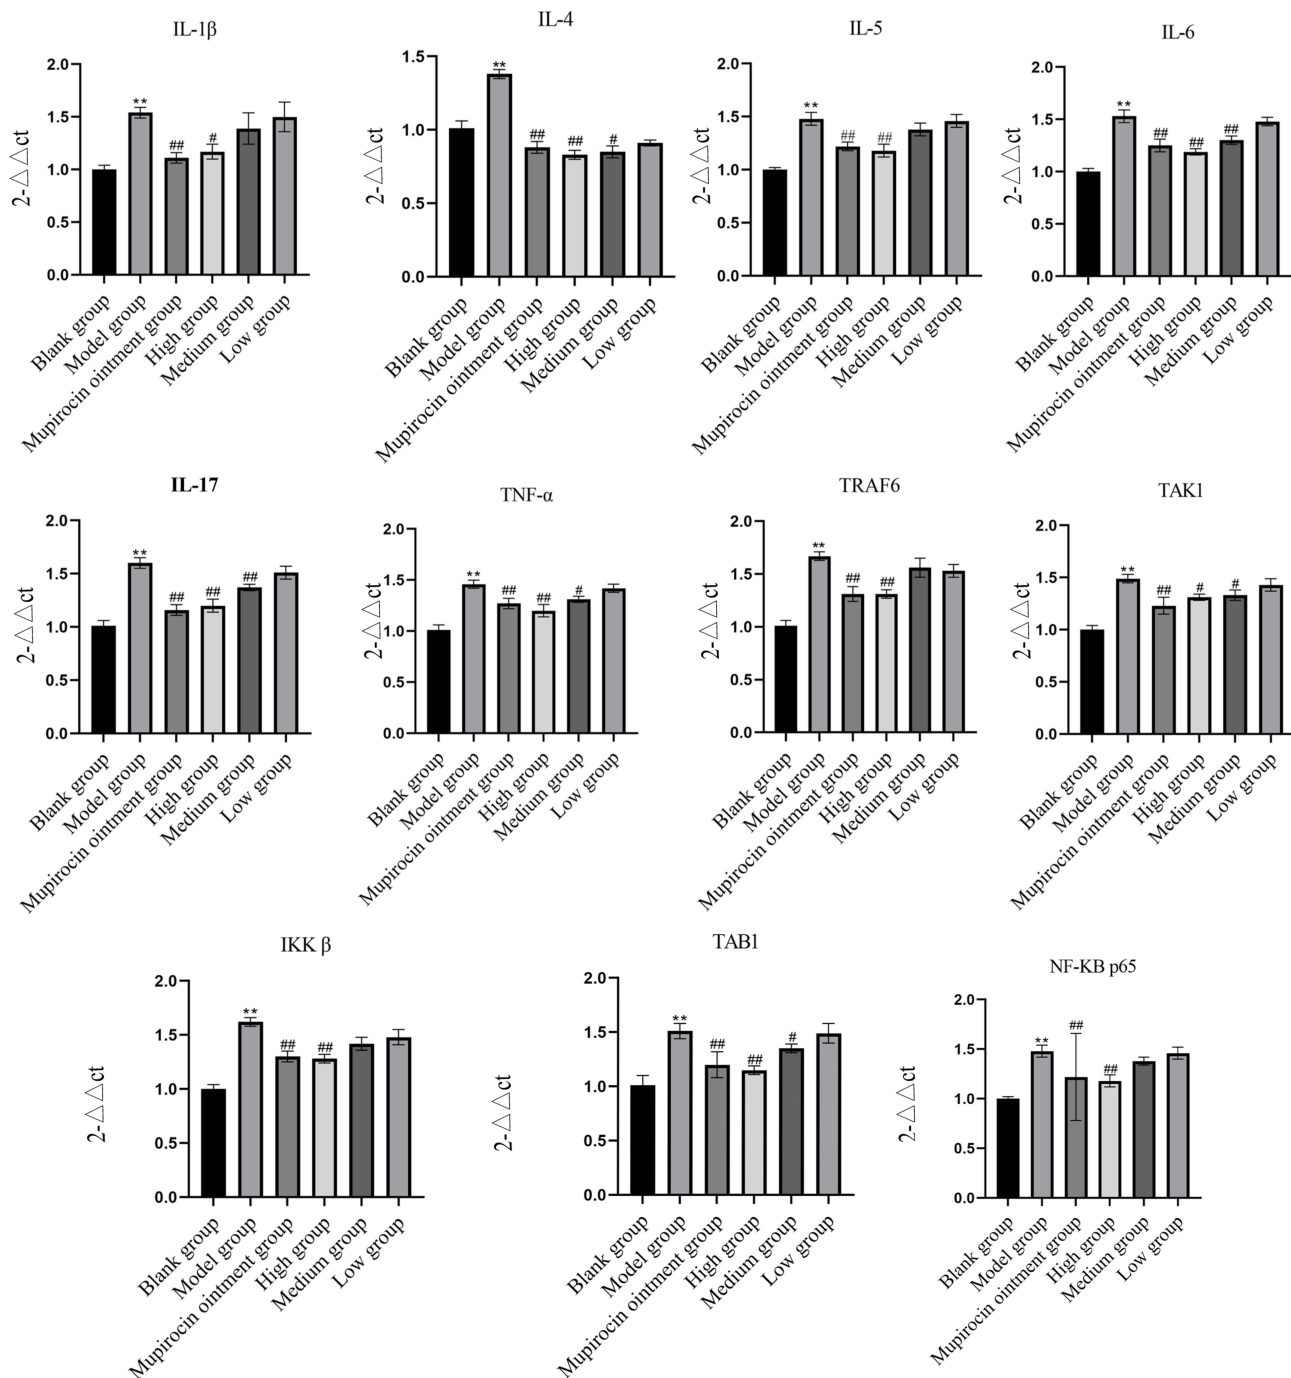 IL-1β
2-△△ct
2.0
1.5
1.0
0.5
0.0
**
##
#
Blank group
Model group
Mupirocin ointment group
High group
Medium group
Low group
IL-4
2-△△ct
1.5
1.0
0.5
0.0
**
##
##
#
Blank group
Model group
Mupirocin ointment group
High group
Medium group
Low group
IL-5
2-△△ct
2.0
1.5
1.0
0.5
0.0
**
##
##
Blank group
Model group
Mupirocin ointment group
High group
Medium group
Low group
IL-6
2-△△ct
2.0
1.5
1.0
0.5
0.0
**
##
##
##
Blank group
Model group
Mupirocin ointment group
High group
Medium group
Low group
IL-17
2-△△ct
2.0
1.5
1.0
0.5
0.0
**
##
##
##
Blank group
Model group
Mupirocin ointment group
High group
Medium group
Low group
TNF-α
2-△△ct
2.0
1.5
1.0
0.5
0.0
**
##
##
#
Blank group
Model group
Mupirocin ointment group
High group
Medium group
Low group
TRAF6
2-△△ct
2.0
1.5
1.0
0.5
0.0
**
##
##
Blank group
Model group
Mupirocin ointment group
High group
Medium group
Low group
TAK1
2-△△ct
2.0
1.5
1.0
0.5
0.0
**
##
#
#
Blank group
Model group
Mupirocin ointment group
High group
Medium group
Low group
IKK β
2-△△ct
2.0
1.5
1.0
0.5
0.0
**
##
##
Blank group
Model group
Mupirocin ointment group
High group
Medium group
Low group
TAB1
2-△△ct
2.0
1.5
1.0
0.5
0.0
**
##
##
#
Blank group
Model group
Mupirocin ointment group
High group
Medium group
Low group
NF-KB p65
2-△△ct
2.0
1.5
1.0
0.5
0.0
**
##
##
Blank group
Model group
Mupirocin ointment group
High group
Medium group
Low group